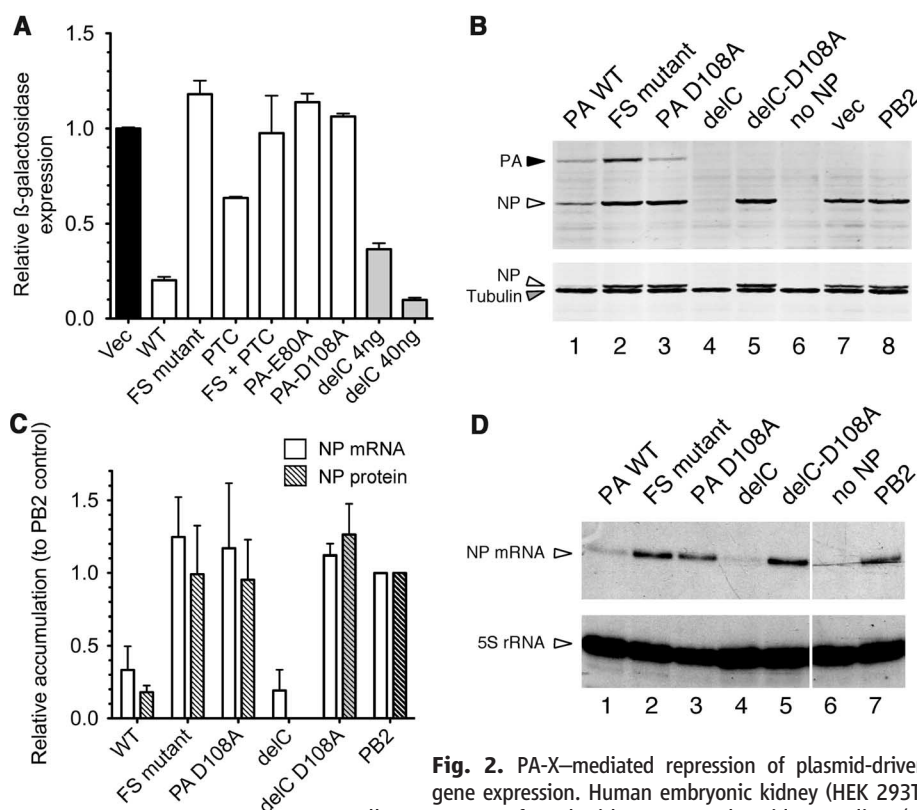 A
Relative ß-galactosidase
expression
1.5
1.0
0.5
0.0
Vec
WT
FS mutant
PTC
FS + PTC
PA-E80A
PA-D108A
delC 4ng
delC 40ng
B
PA WT
FS mutant
PA D108A
delC
delC-D108A
no NP
vec
PB2
PA
NP
NP
Tubulin
1 2 3 4 5 6 7 8
C
Relative accumulation (to PB2 control)
NP mRNA
NP protein
1.5
1.0
0.5
0.0
WT
FS mutant
PA D108A
delC
delC D108A
PB2
D
PA WT
FS mutant
PA D108A
delC
delC-D108A
no NP
PB2
NP mRNA
5S rRNA
1 2 3 4 5 6 7
Fig. 2. PA-X–mediated repression of plasmid-drive
gene expression. Human embryonic kidney (HEK 293]